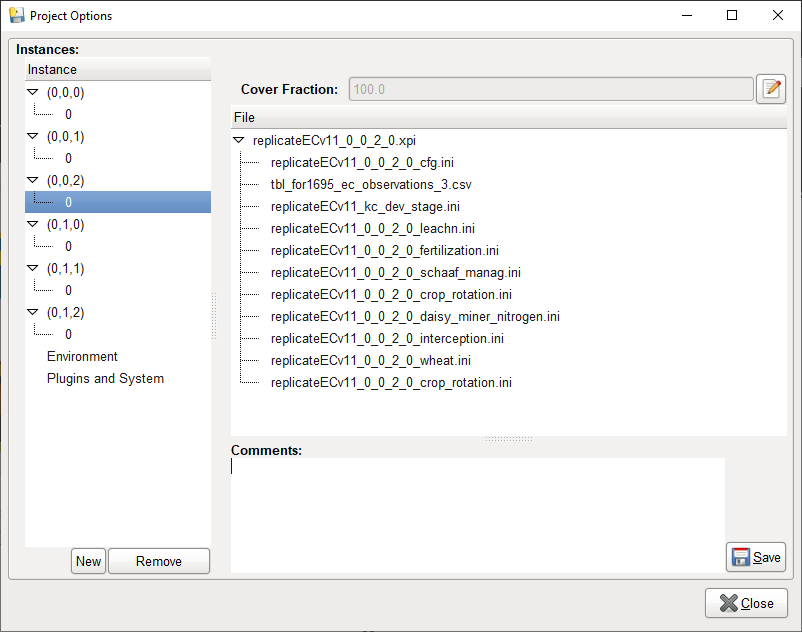 Project Options
Instances:
Instance
(0,0,0)
0
(0,0,1)
0
(0,0,2)
0
(0,1,0)
0
(0,1,1)
0
(0,1,2)
0
Environment
Plugins and System
New
Remove
Cover Fraction:
100.0
File
replicateECv11_0_0_2_0.xpi
replicateECv11_0_0_2_0_cfg.ini
tbl_for1695_ec_observations_3.csv
replicateECv11_kc_dev_stage.ini
replicateECv11_0_0_2_0_leachn.ini
replicateECv11_0_0_2_0_fertilization.ini
replicateECv11_0_0_2_0_schaaf_manag.ini
replicateECv11_0_0_2_0_crop_rotation.ini
replicateECv11_0_0_2_0_daisy_miner_nitrogen.ini
replicateECv11_0_0_2_0_interception.ini
replicateECv11_0_0_2_0_wheat.ini
replicateECv11_0_0_2_0_crop_rotation.ini
Comments:
Save
Close